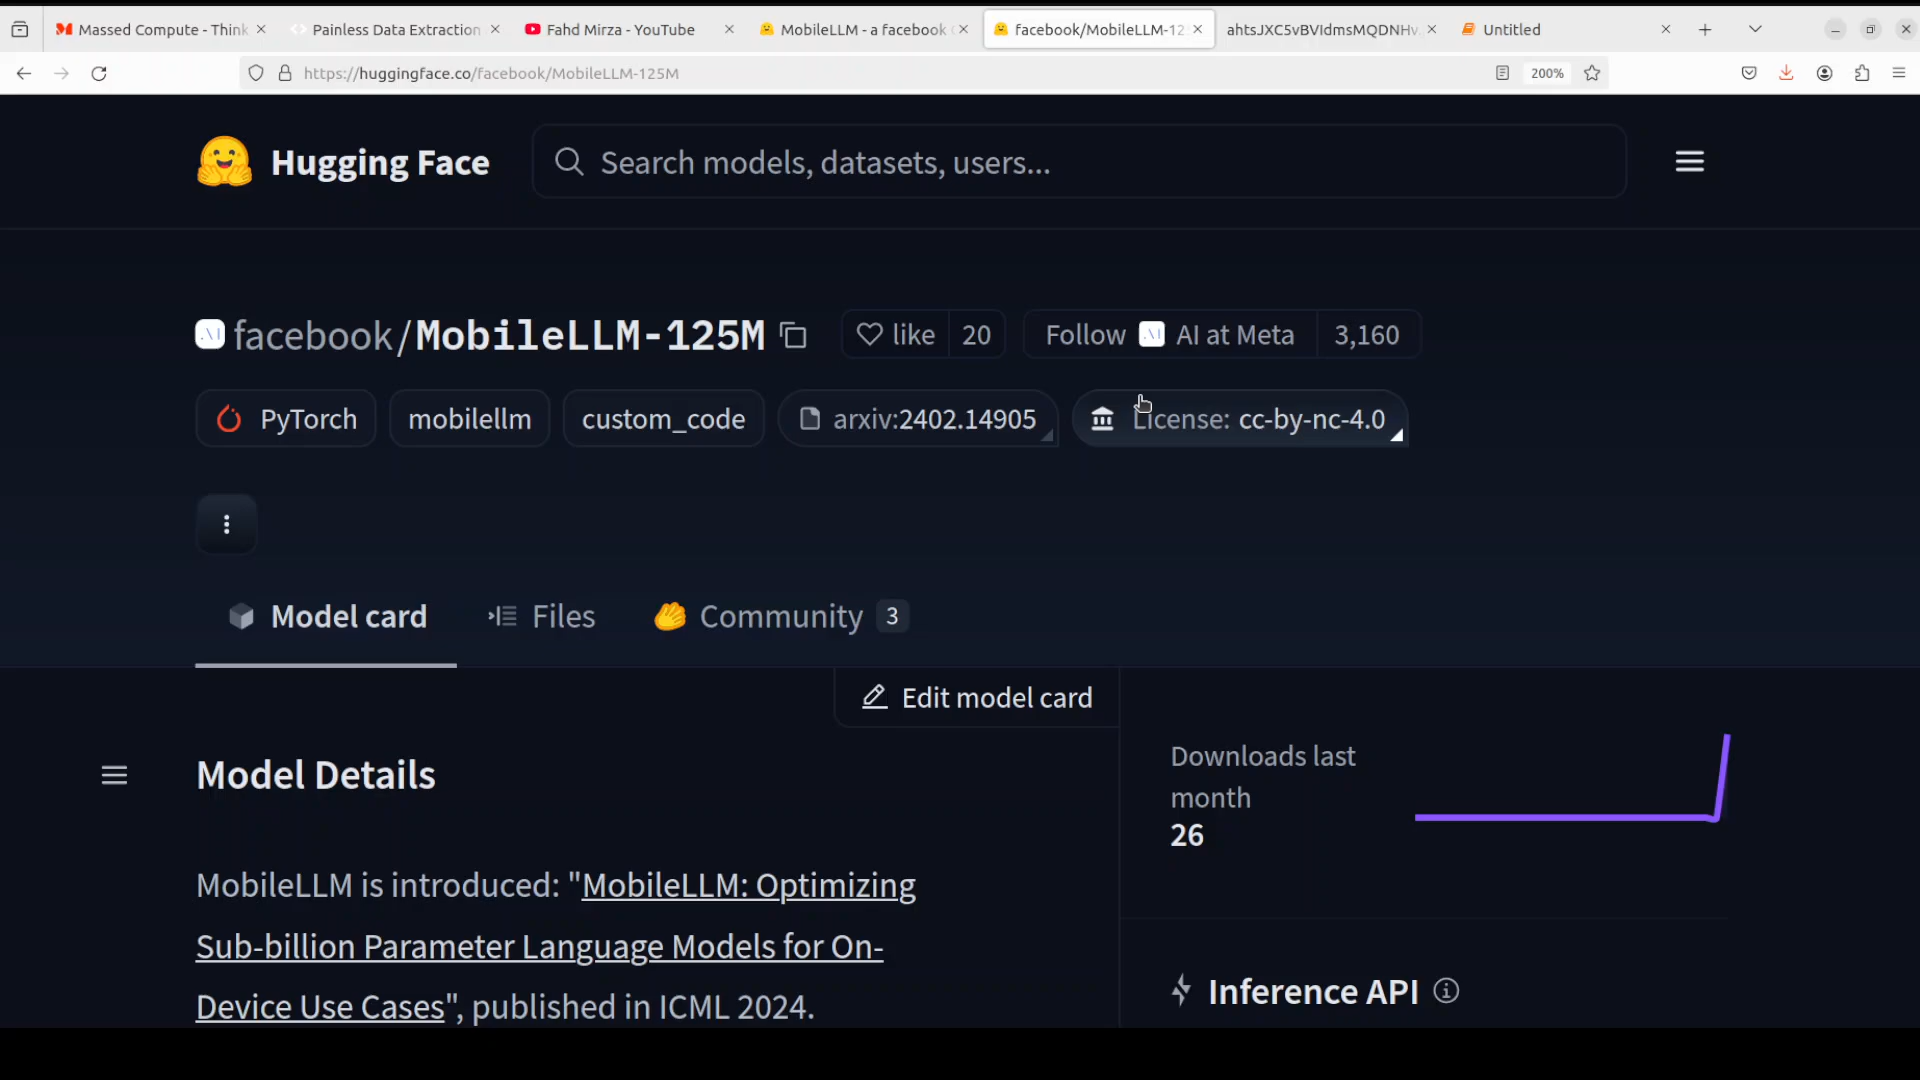 Massed Compute - Think
Painless Data Extraction
Fahd Mirza - YouTube
MobileLLM - a facebook
facebook/MobileLLM-12
ahtsJXC5vBVIdmsMQDNHv
Untitled
https://huggingface.co/facebook/MobileLLM-125M
200%
Hugging Face
Search models, datasets, users...
facebook/MobileLLM-125M
like 20
Follow AI at Meta 3,160
PyTorch
mobilellm
custom_code
arxiv:2402.14905
License: cc-by-nc-4.0
Model card
Files
Community 3
Edit model card
Model Details
Downloads last
month
26
MobileLLM is introduced: "MobileLLM: Optimizing
Sub-billion Parameter Language Models for On-
Device Use Cases", published in ICML 2024.
Inference API